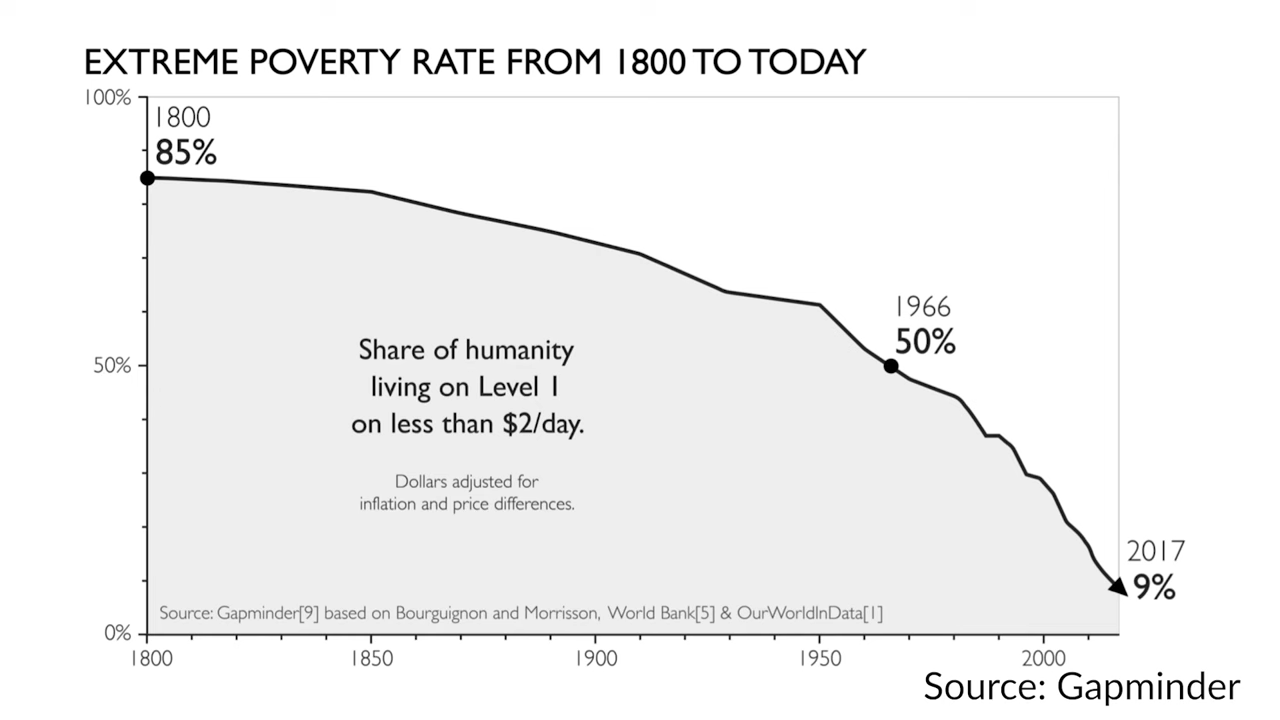 EXTREME POVERTY RATE FROM 1800 TO TODAY
100%
1800
85%
1966
50%
50%
Share of humanity
living on Level 1
on less than $2/day.
Dollars adjusted for
inflation and price differences.
2017
9%
Source: Gapminder[9] based on Bourguignon and Morrisson, World Bank[5] & OurWorldInData[1]
0%
1800 1850 1900 1950 2000
Source: Gapminder